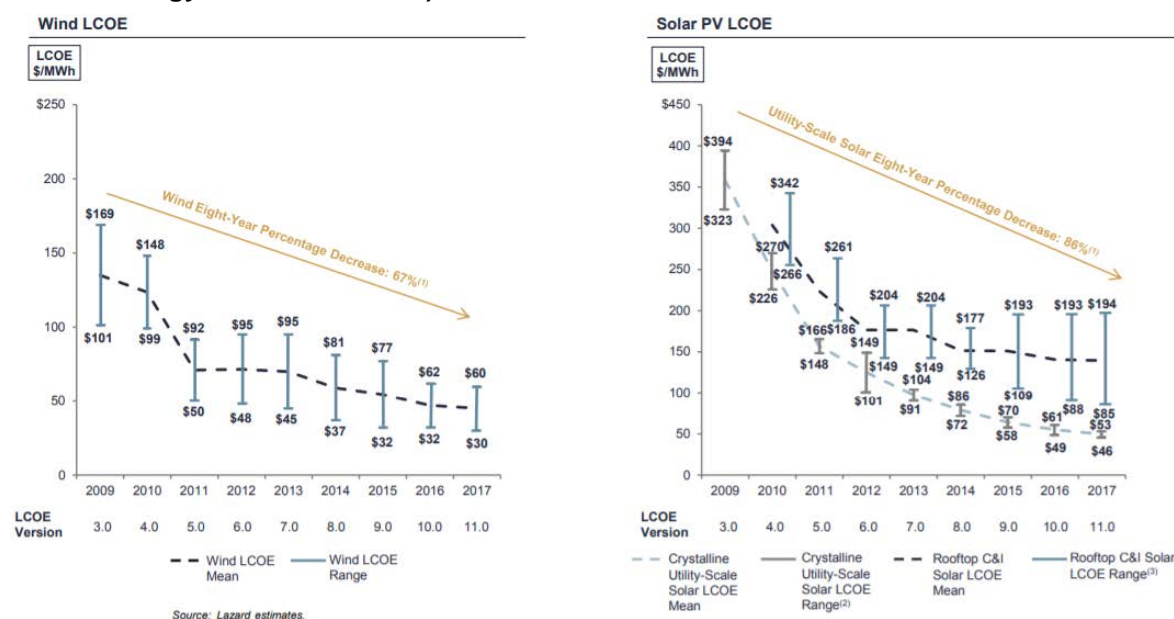 Wind LCOE
LCOE
$/MWh
$250
200
150
100
50
0
Wind Eight-Year Percentage Decrease: 67%(1)
$169
$101
$148
$99
$92
$50
$95
$48
$95
$45
$81
$37
$77
$32
$62
$32
$60
$30
2009 2010 2011 2012 2013 2014 2015 2016 2017
LCOE
Version
3.0 4.0 5.0 6.0 7.0 8.0 9.0 10.0 11.0
Wind LCOE
Mean
Wind LCOE
Range
Source: Lazard estimates.
Solar PV LCOE
LCOE
$/MWh
$450
400
350
300
250
200
150
100
50
0
Utility-Scale Solar Eight-Year Percentage Decrease: 86%(1)
$394
$323
$270
$226
$342
$266
$166
$148
$261
$186
$149
$101
$204
$149
$104
$91
$204
$149
$86
$72
$177
$126
$70
$58
$193
$109
$61
$49
$193
$88
$53
$46
$194
$85
2009 2010 2011 2012 2013 2014 2015 2016 2017
LCOE
Version
3.0 4.0 5.0 6.0 7.0 8.0 9.0 10.0 11.0
Crystalline
Utility-Scale
Solar LCOE
Mean
Crystalline
Utility-Scale
Solar LCOE
Range(2)
Rooftop C&I
Solar LCOE
Mean
Rooftop C&I Solar
LCOE Range(3)